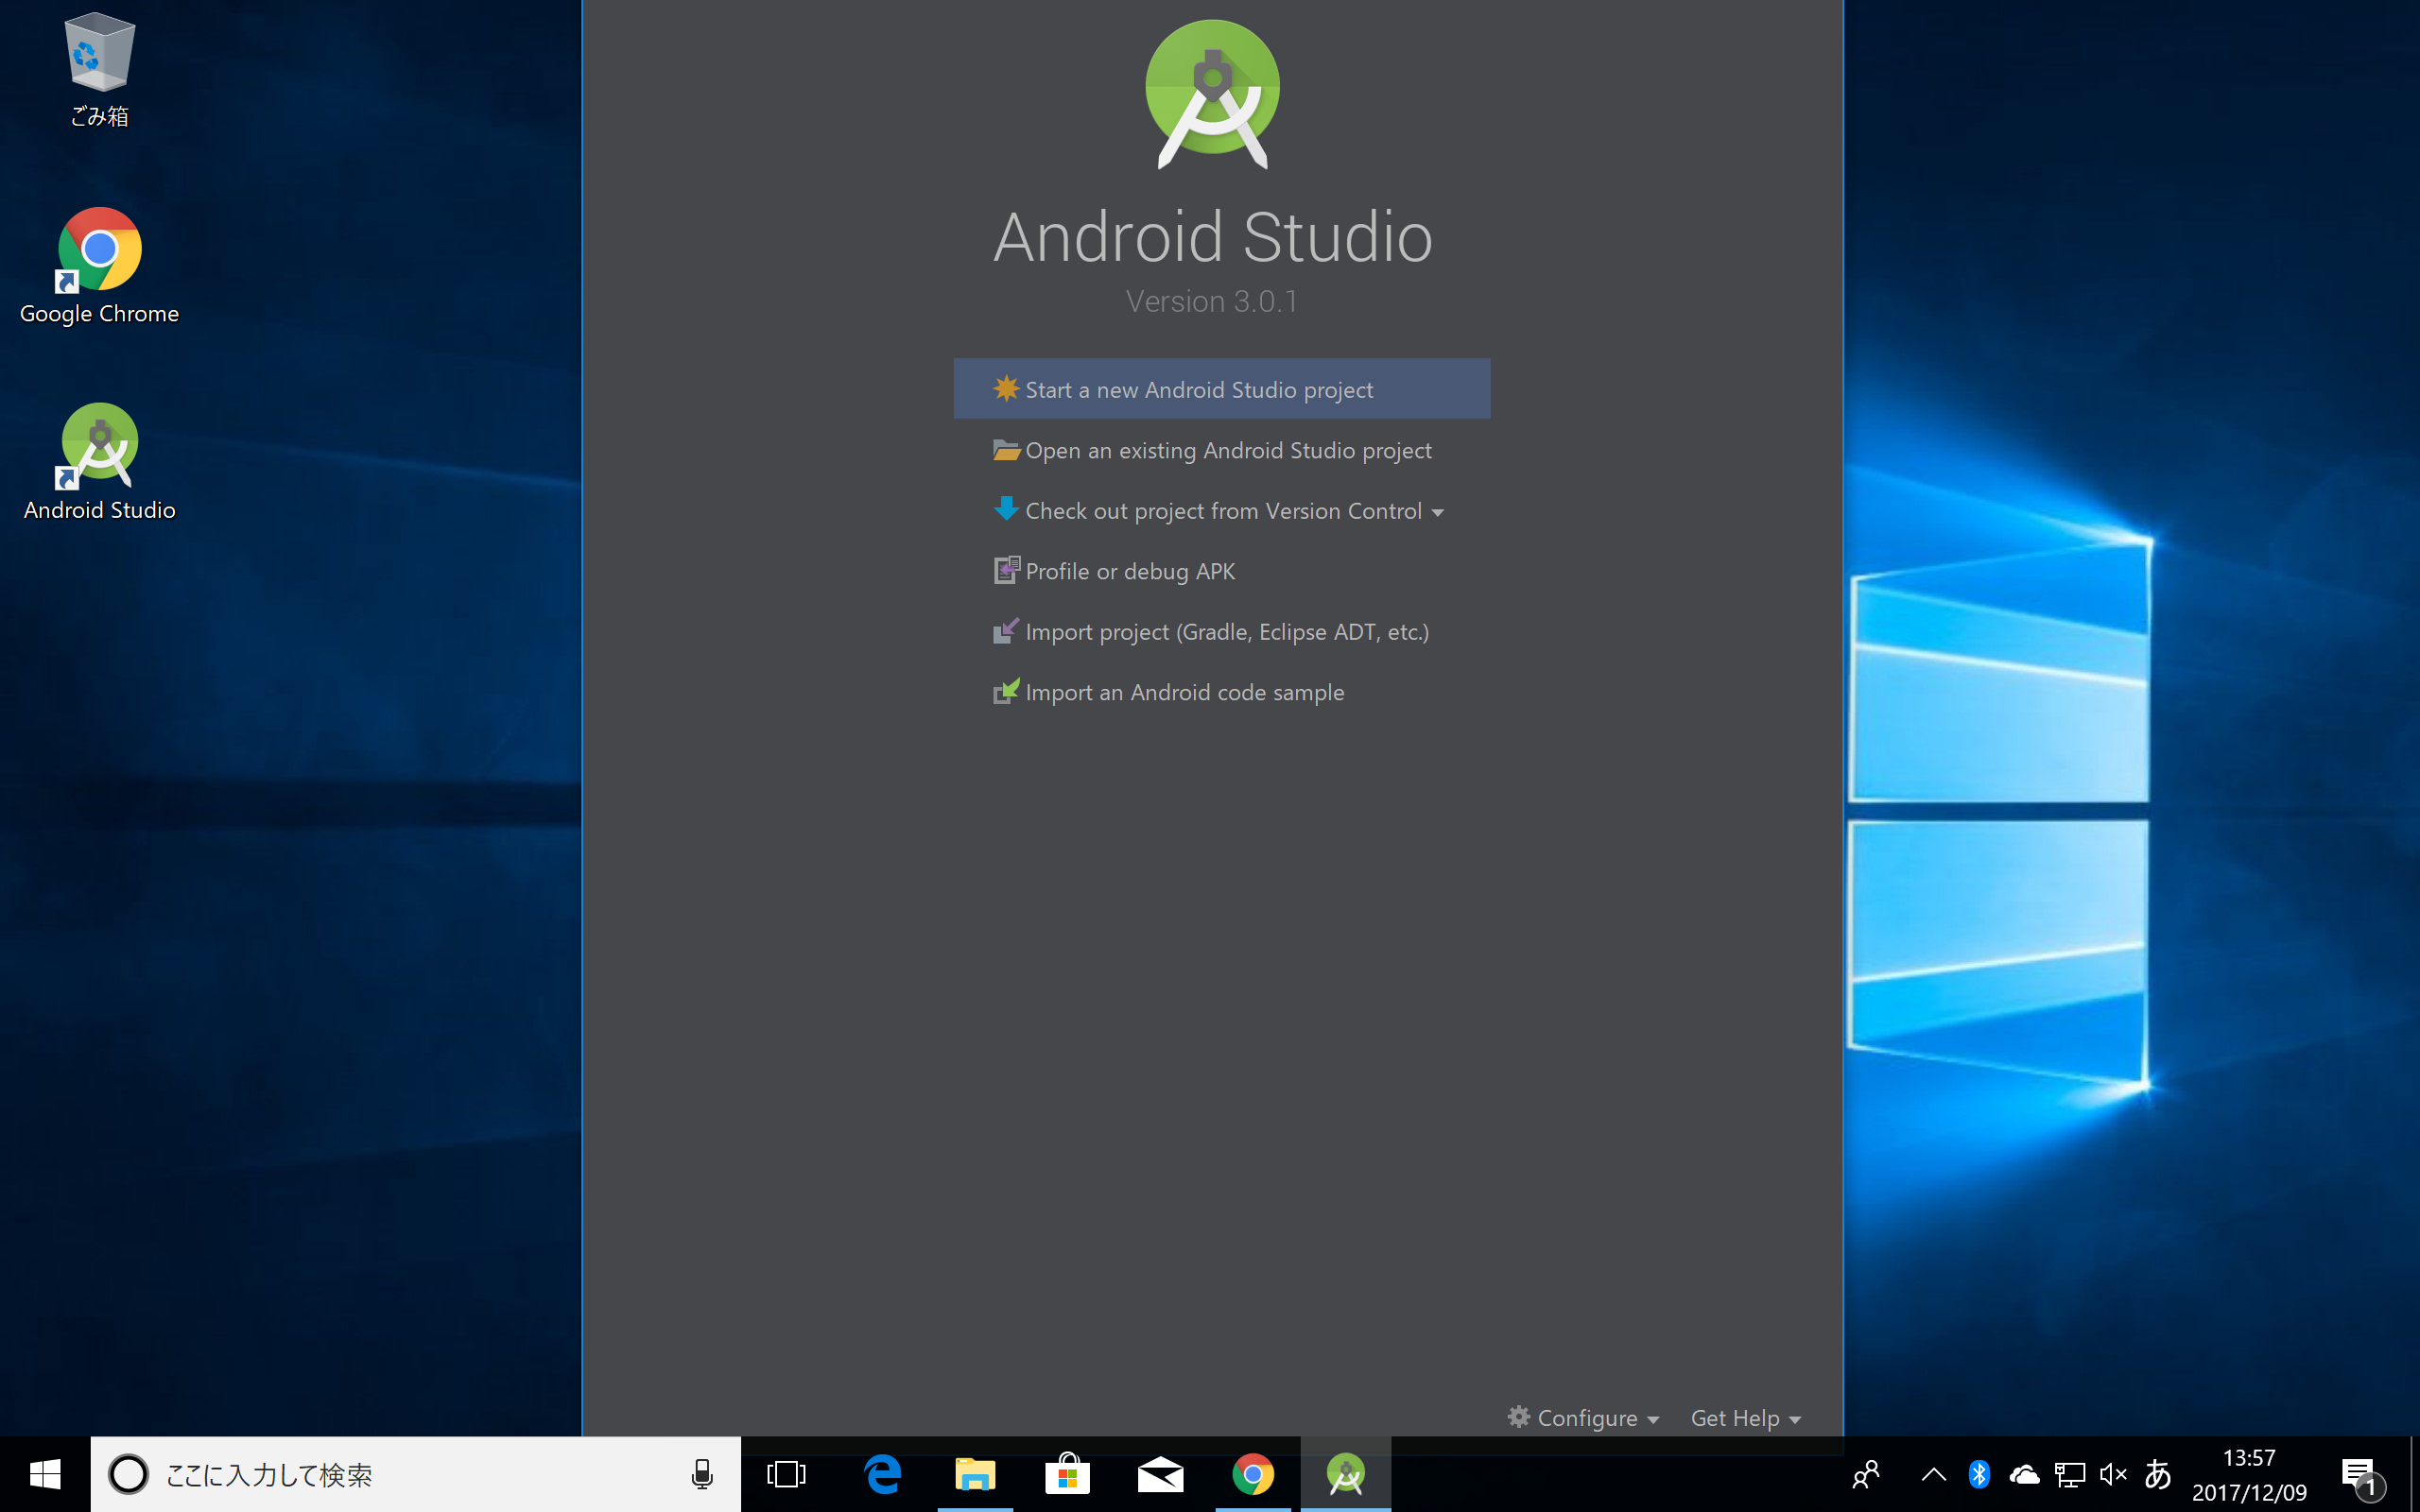 ごみ箱
Google Chrome
Android Studio
Android Studio
Version 3.0.1
Start a new Android Studio project
Open an existing Android Studio project
Check out project from Version Control
Profile or debug APK
Import project (Gradle, Eclipse ADT, etc.)
Import an Android code sample
Configure
Get Help
ここに入力して検索
あ
13:57
2017/12/09
1